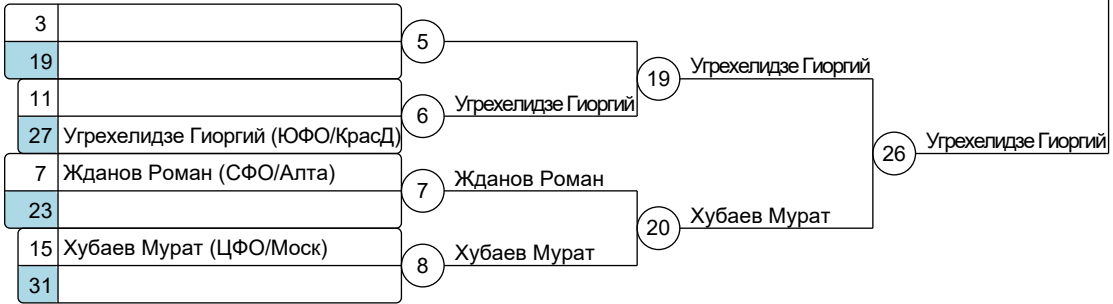 3
5
19
19 Угрехелидзе Гиоргий
11
6 Угрехелидзе Гиоргий
27 Угрехелидзе Гиоргий (ЮФО/КрасД)
26 Угрехелидзе Гиоргий
7 Жданов Роман (СФО/Алта)
7 Жданов Роман
23
20 Хубаев Мурат
15 Хубаев Мурат (ЦФО/Моск)
8 Хубаев Мурат
31